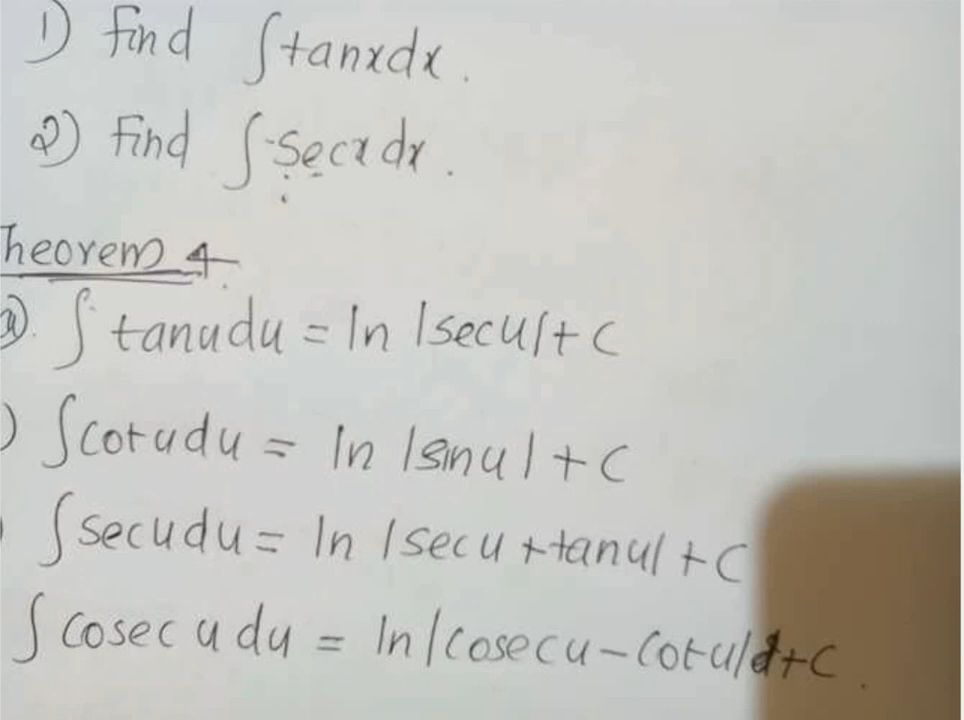 1) Find ∫tanxdx.
2) Find ∫secxdx.
Theorem 4
a). ∫ tanudu = ln |secu|+c
) ∫cotudu = ln |sinu|+c
) ∫secudu = ln |secu+tanu|+c
∫cosec u du = ln|cosecu-cotu|+c.